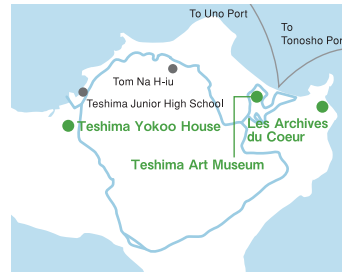 To Uno Port
To
Tonosho Por
Tom Na H-iu
Teshima Junior High School
Teshima Yokoo House
Les Archives
du Coeur
Teshima Art Museum